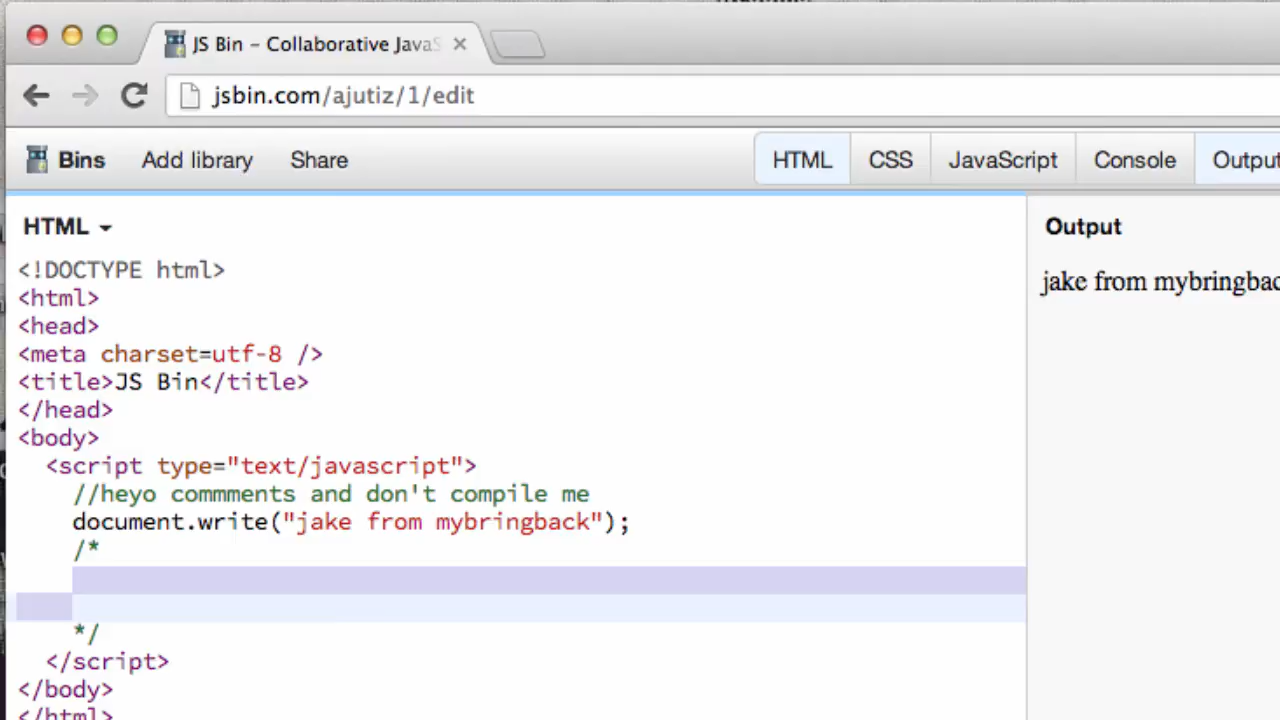 JS Bin – Collaborative JavaS
jsbin.com/ajutiz/1/edit
Bins Add library Share HTML CSS JavaScript Console Output
HTML
Output
<!DOCTYPE html>
<html>
<head>
<meta charset=utf-8 />
<title>JS Bin</title>
</head>
<body>
<script type="text/javascript">
//heyo commments and don't compile me
document.write("jake from mybringback");
/*
*/
</script>
</body>
</html>
jake from mybringbac